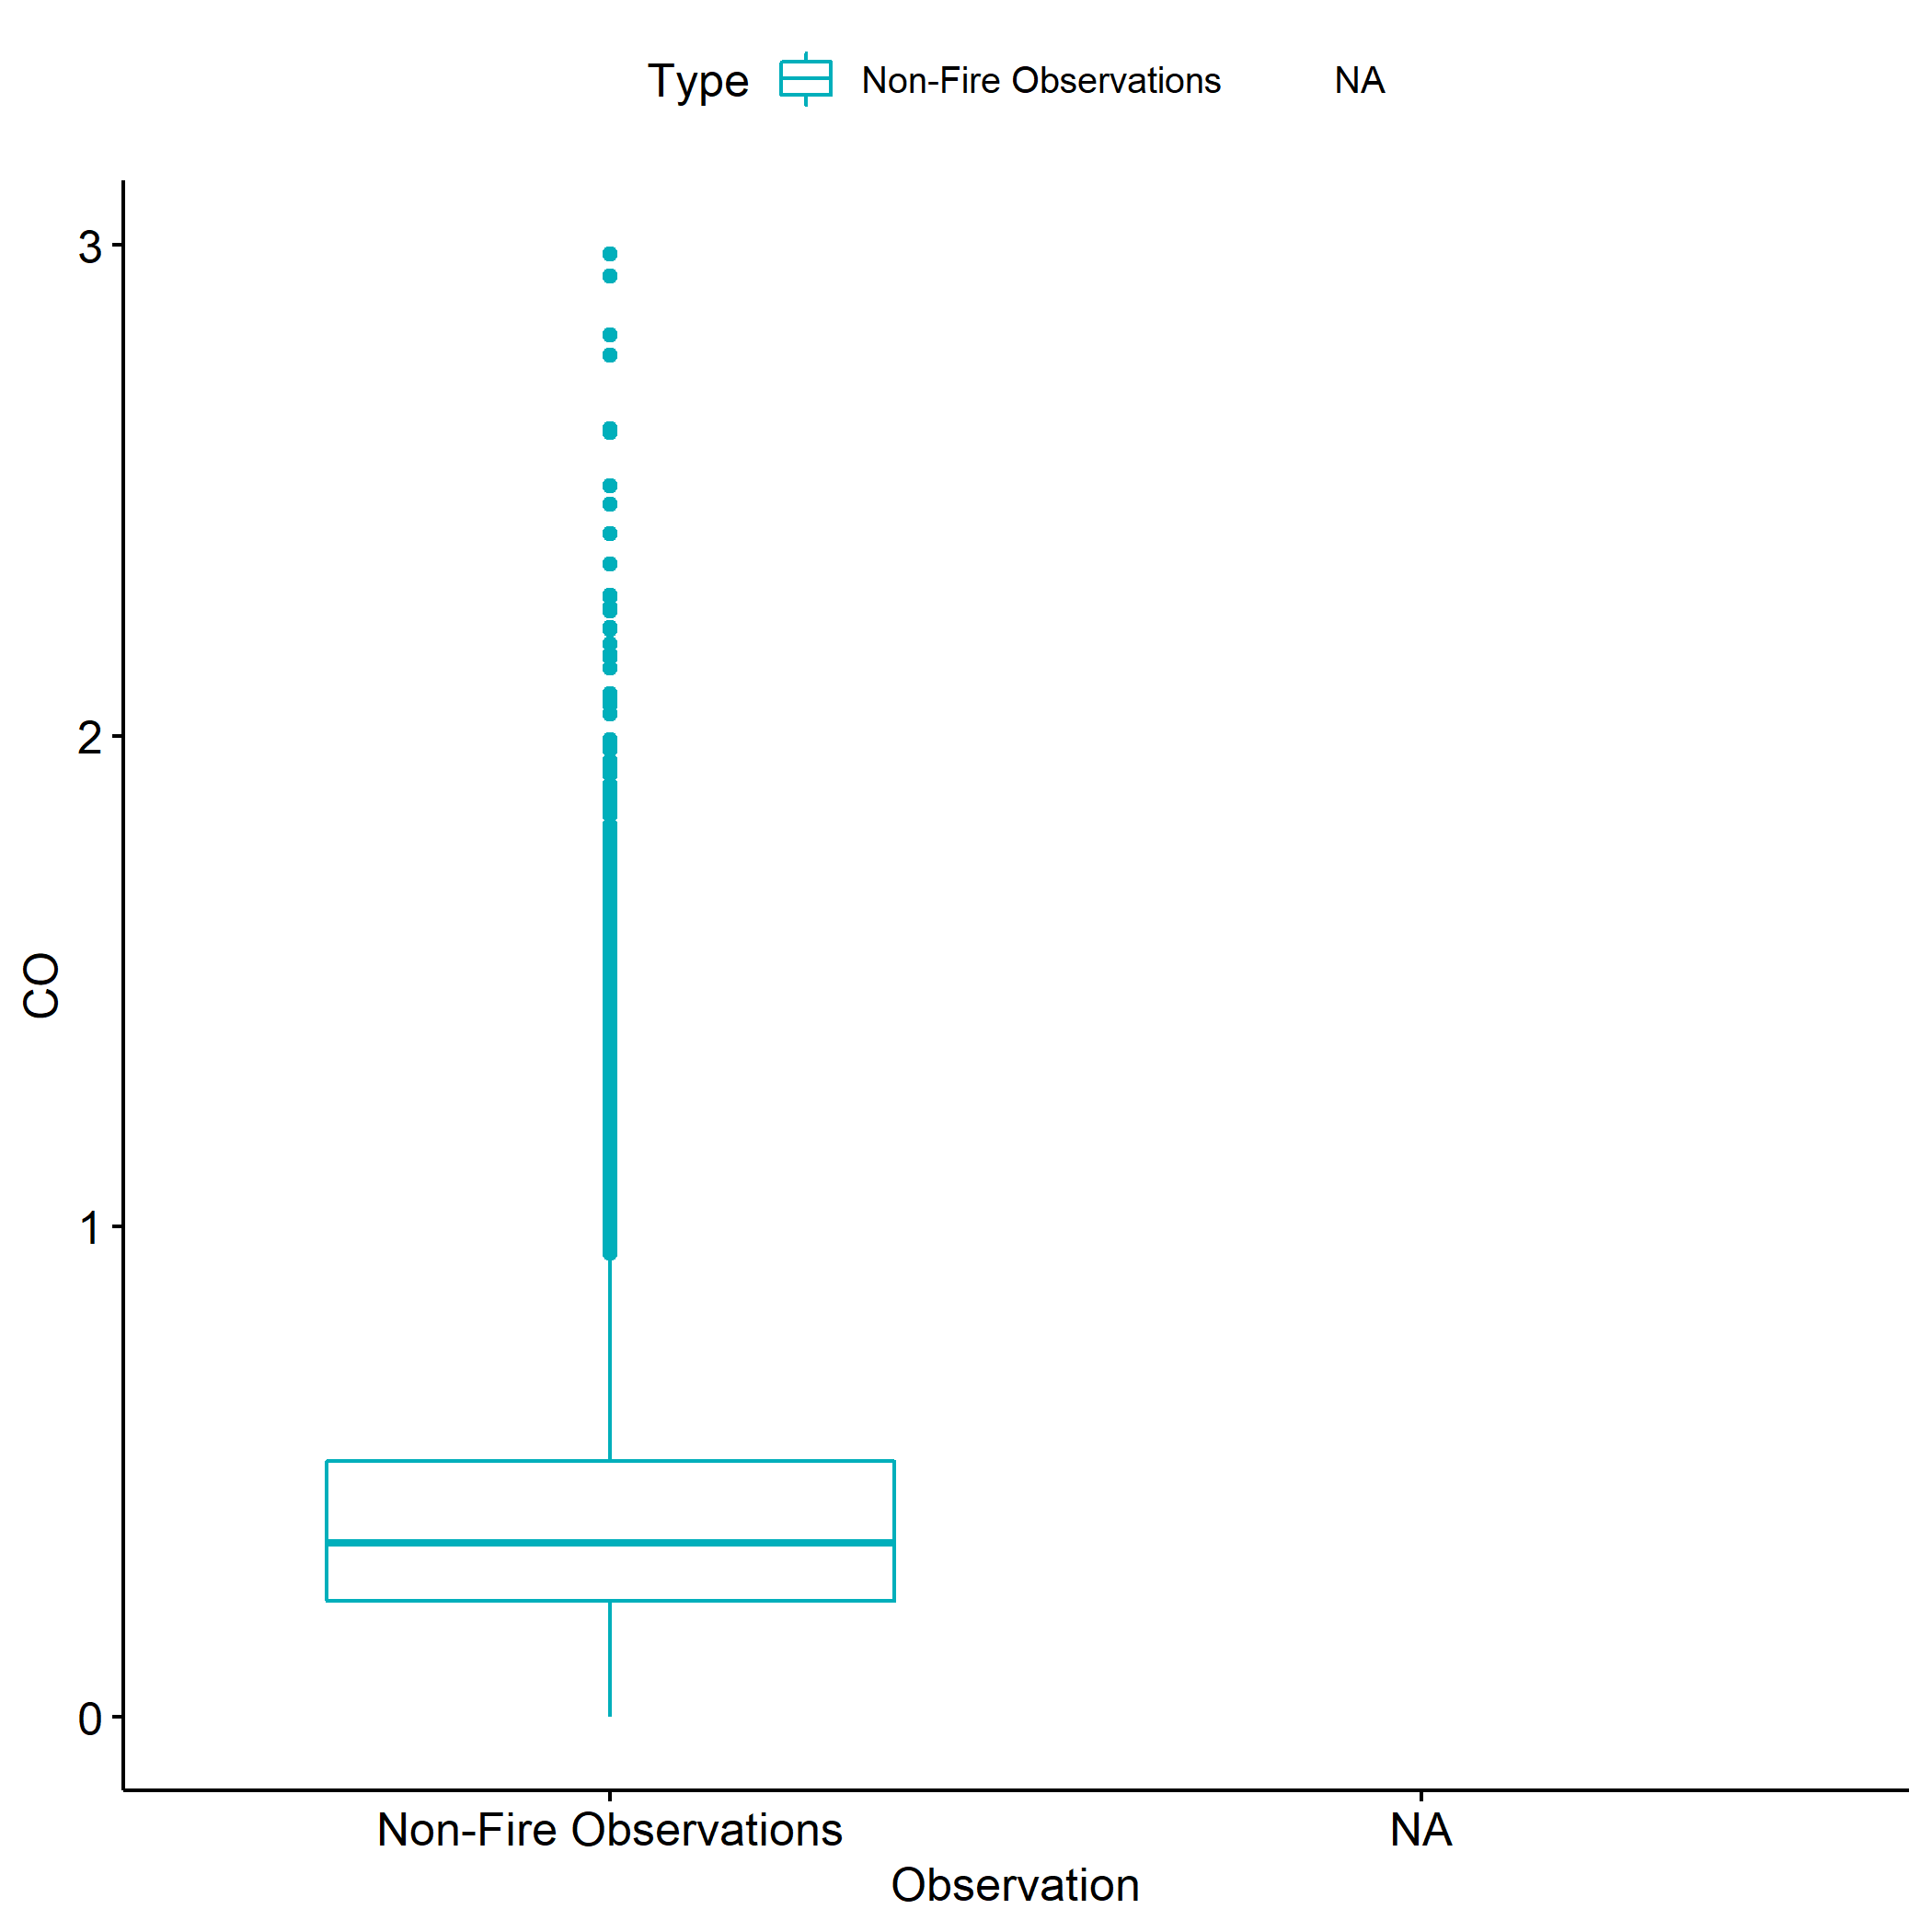 Type Non-Fire Observations NA
3
2
1
0
CO
Non-Fire Observations NA
Observation